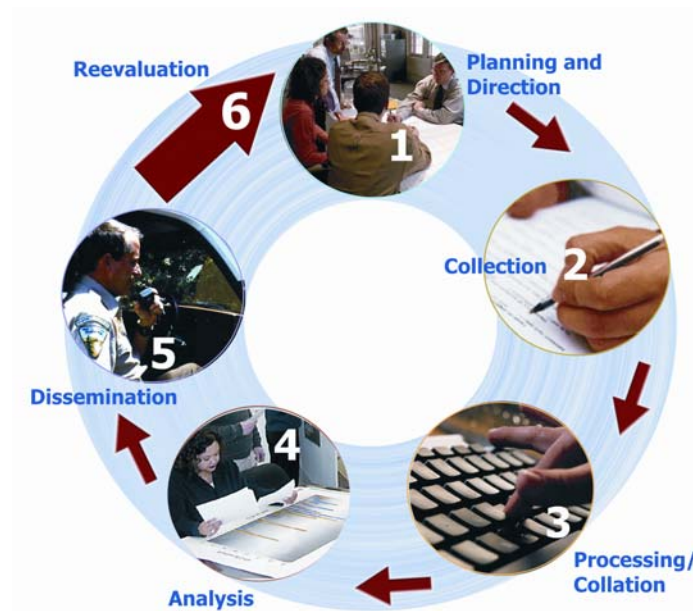 Reevaluation
6
1
Planning and
Direction
Collection
2
5
Dissemination
4
3
Analysis
Processing/
Collation